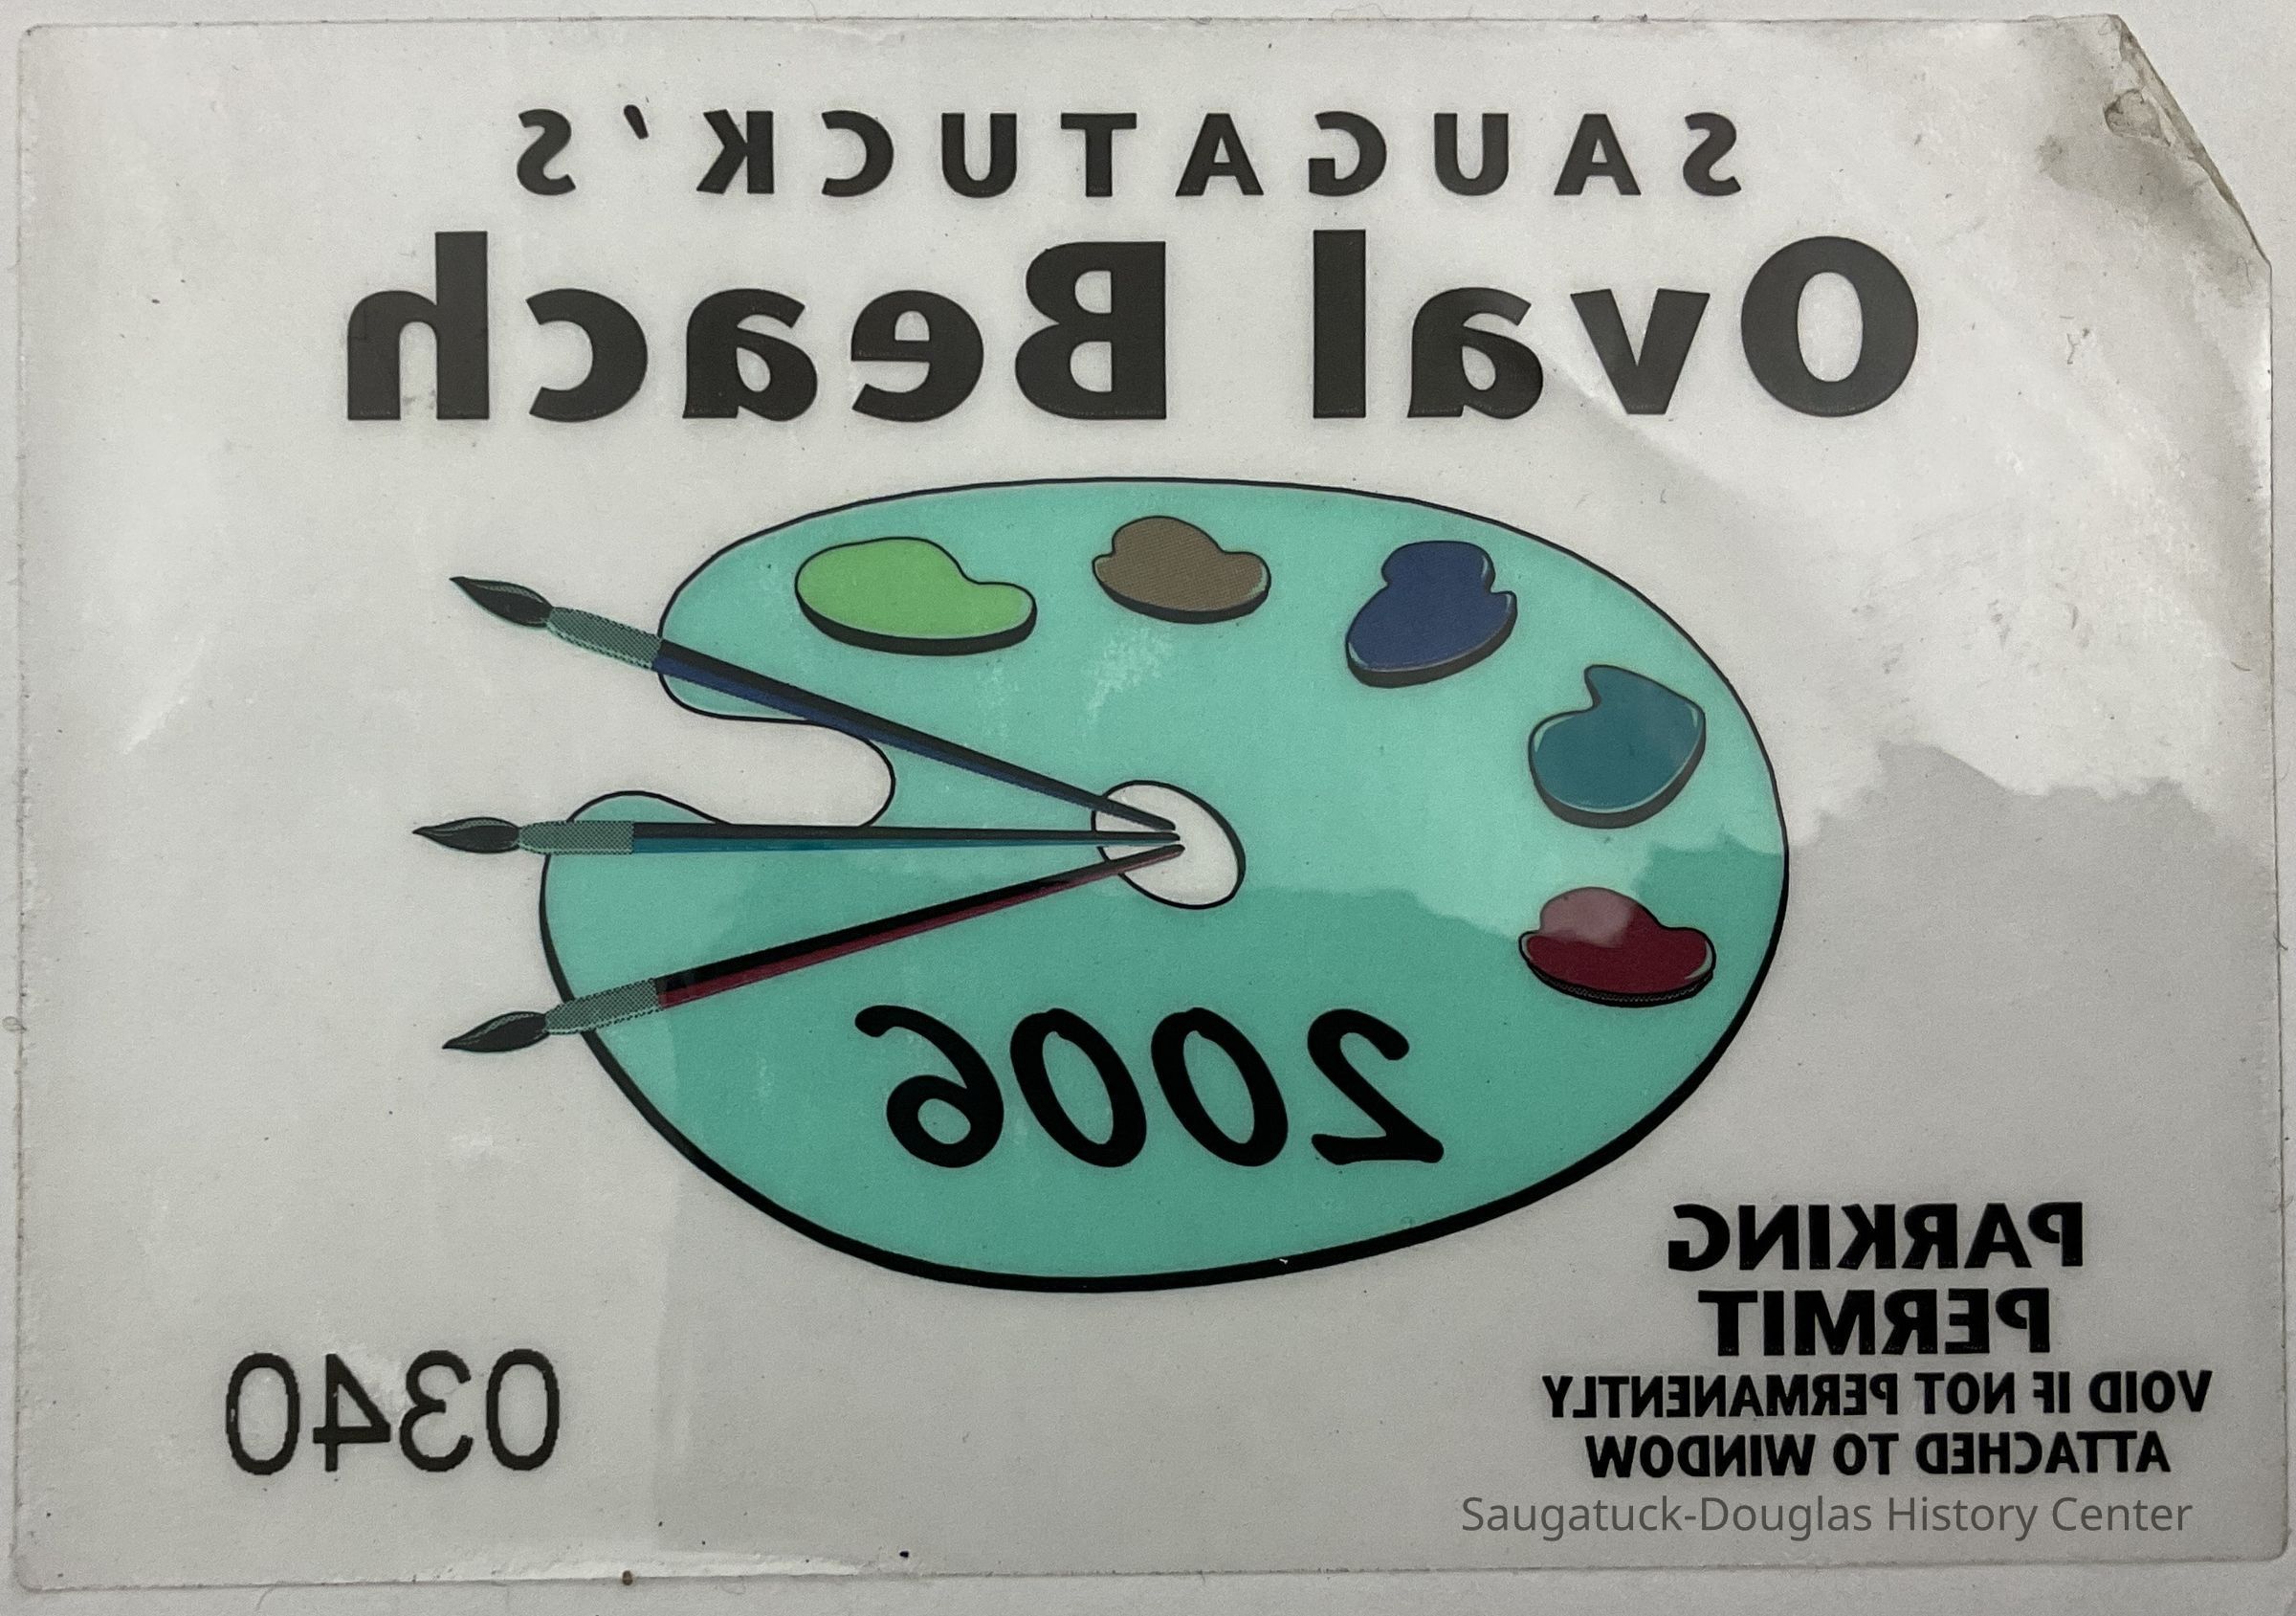 SAUGATUCK'S
Oval Beach
2006
PARKING
PERMIT
VOID IF NOT PERMANENTLY
ATTACHED TO WINDOW
0340
Saugatuck-Douglas History Center